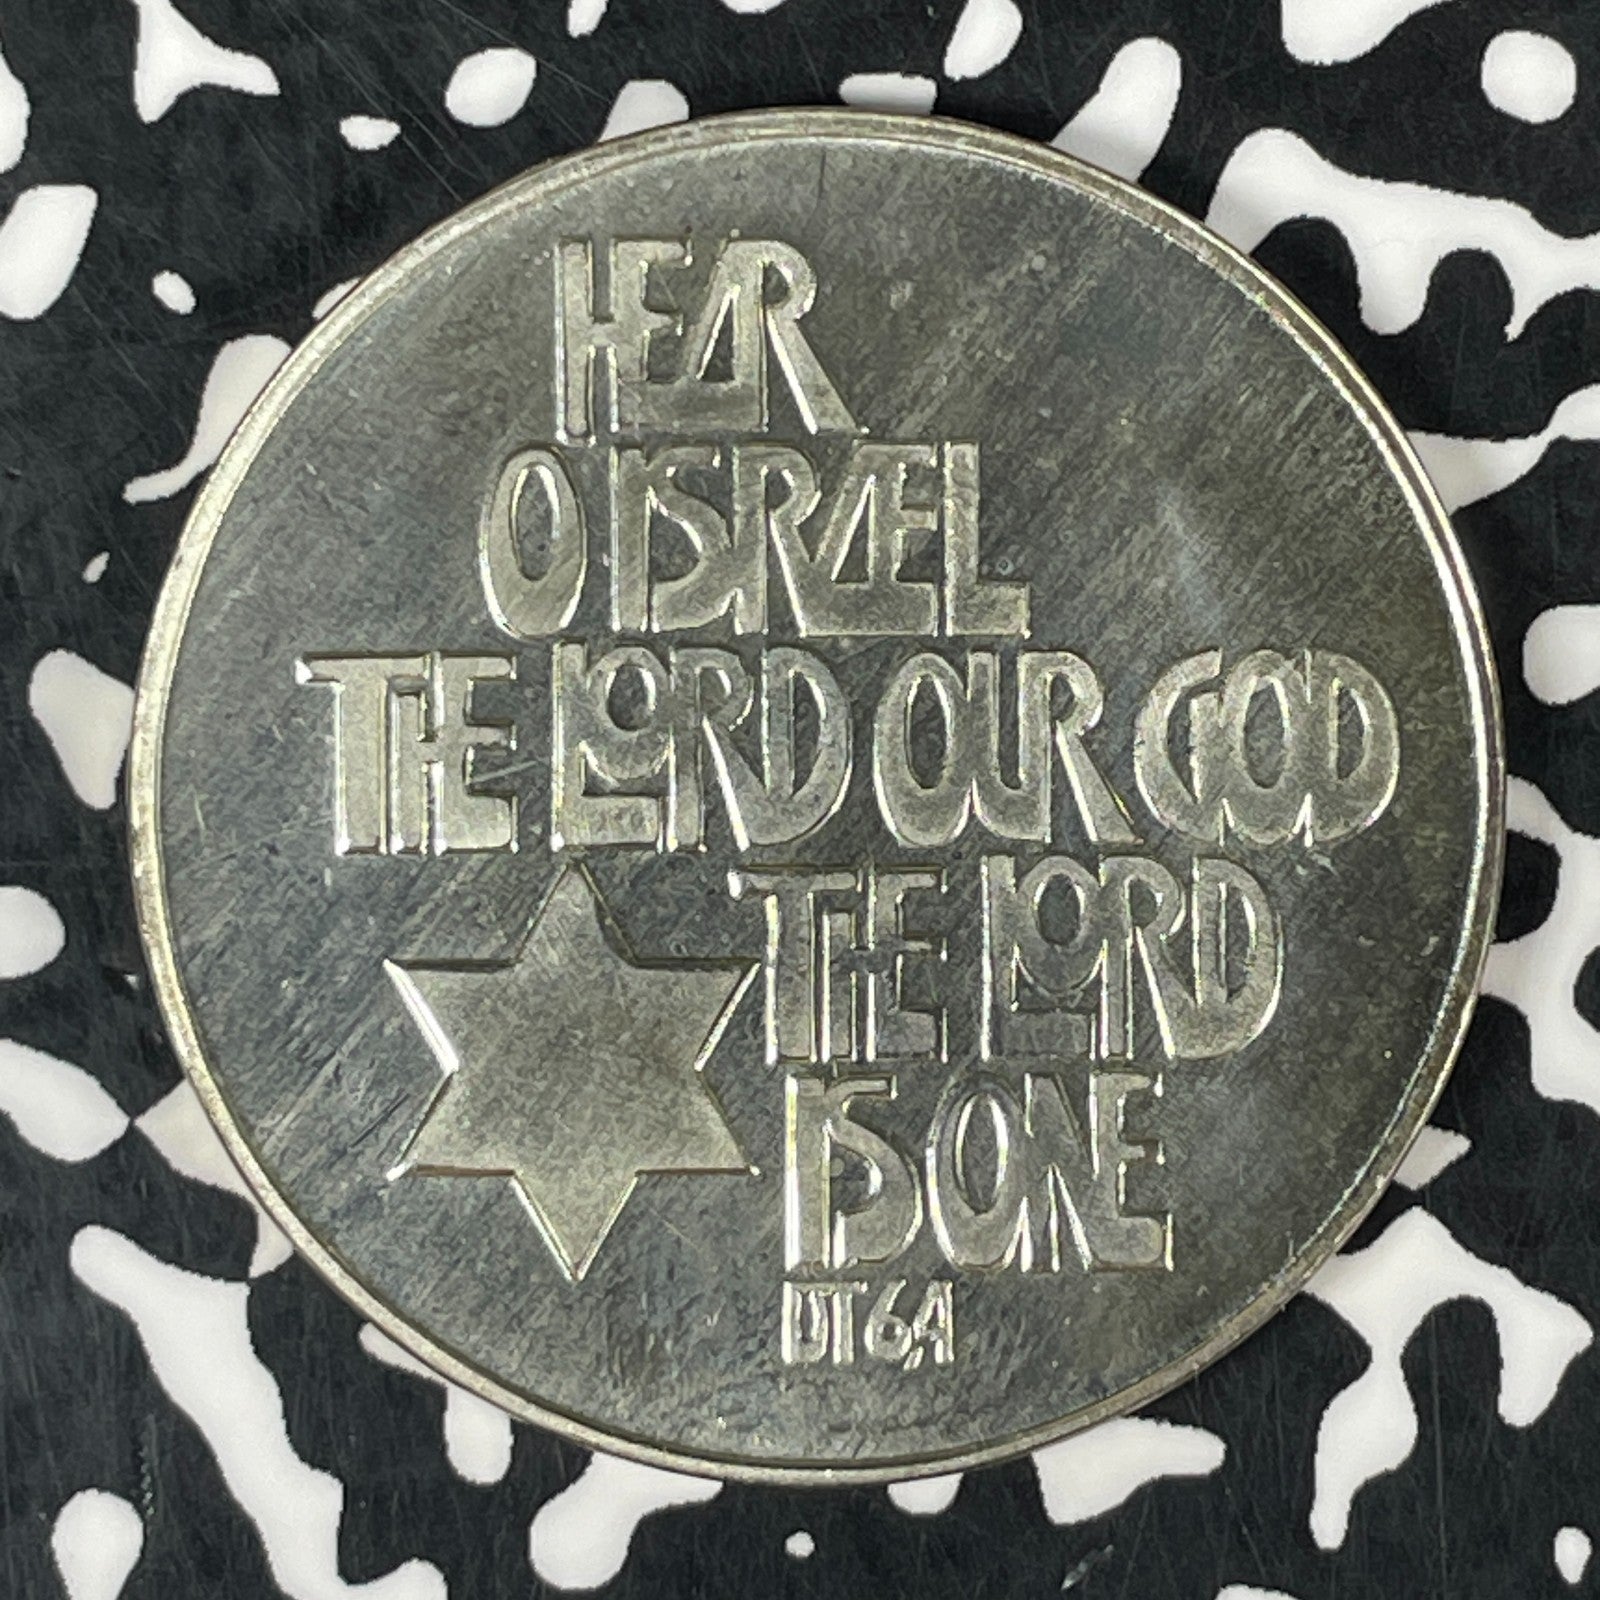 HEAR
O ISRAEL
THE LORD OUR GOD
THE LORD
IS ONE
DT 6,4